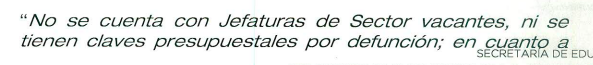 “No se cuenta con Jefaturas de Sector vacantes, ni se
tienen claves presupuestales por defunción; en cuanto a
SECRETARÍA DE EDU